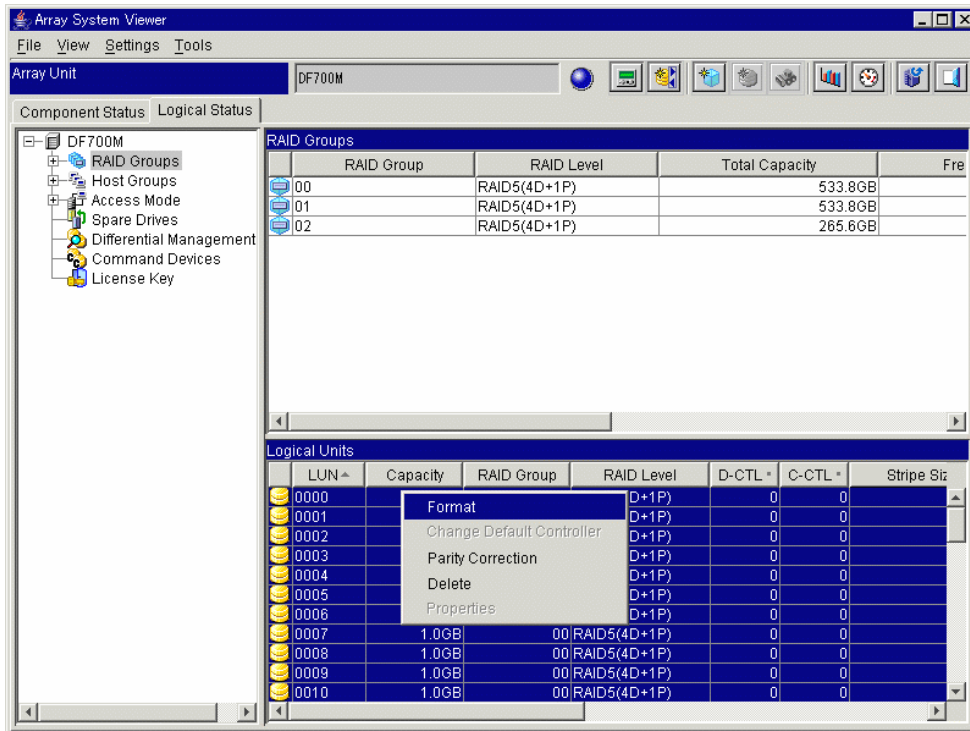 Array System Viewer
File View Settings Tools
Array Unit DF700M
Component Status Logical Status
DF700M
RAID Groups
Host Groups
Access Mode
Spare Drives
Differential Management
Command Devices
License Key
RAID Groups
RAID Group RAID Level Total Capacity Fre
00 RAID5(4D+1P) 533.8GB
01 RAID5(4D+1P) 533.8GB
02 RAID5(4D+1P) 265.6GB
Logical Units
LUN Capacity RAID Group RAID Level D-CTL C-CTL Stripe Siz
0000 D+1P) 0 0
0001 D+1P) 0 0
0002 D+1P) 0 0
0003 D+1P) 0 0
0004 D+1P) 0 0
0005 D+1P) 0 0
0006 D+1P) 0 0
0007 1.0GB 00 RAID5(4D+1P) 0 0
0008 1.0GB 00 RAID5(4D+1P) 0 0
0009 1.0GB 00 RAID5(4D+1P) 0 0
0010 1.0GB 00 RAID5(4D+1P) 0 0
Format
Change Default Controller
Parity Correction
Delete
Properties